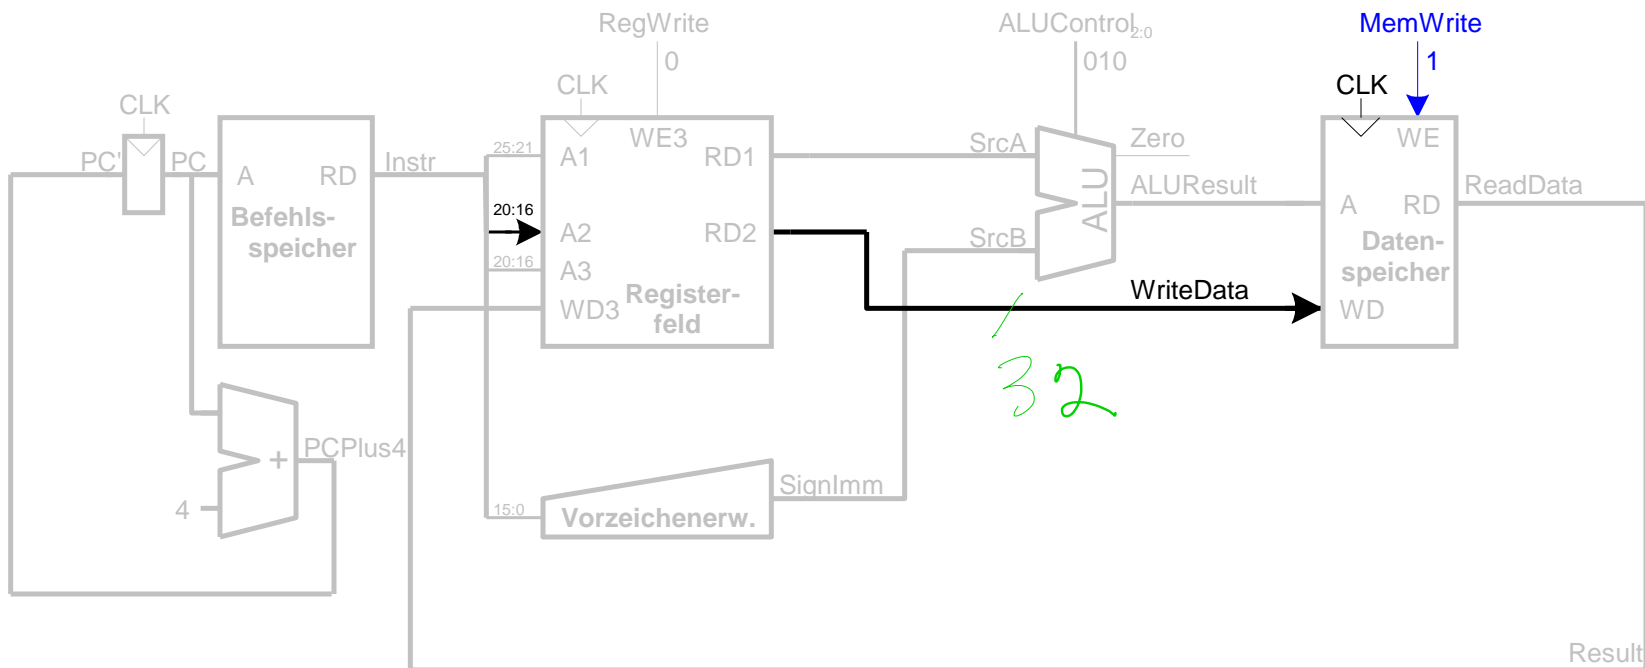 RegWrite
0
ALUControl2:0
010
MemWrite
1
CLK
CLK
CLK
PC'
PC
A
RD
Befehls-
speicher
Instr
25:21
20:16
20:16
15:0
A1
A2
A3
WD3
WE3
RD1
RD2
Register-
feld
SrcA
SrcB
ALU
Zero
ALUResult
WriteData
32
WE
A
RD
Daten-
speicher
WD
ReadData
+
4
PCPlus4
SignImm
Vorzeichenerw.
Result